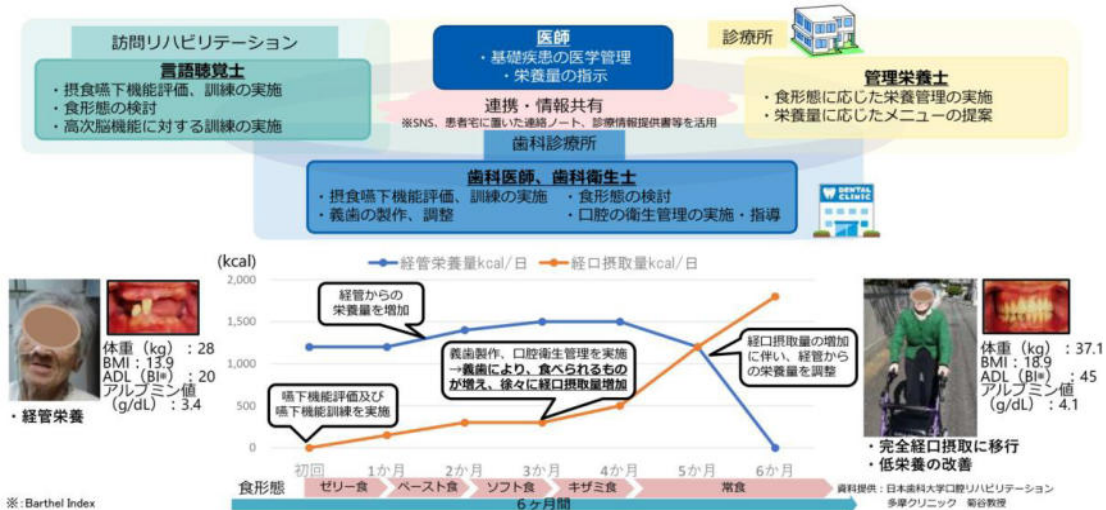 訪問リハビリテーション
言語聴覚士
・摂食嚥下機能評価、訓練の実施
・食形態の検討
・高次脳機能に対する訓練の実施
医師
・基礎疾患の医学管理
・栄養量の指示
診療所
管理栄養士
・食形態に応じた栄養管理の実施
・栄養量に応じたメニューの提案
連携・情報共有
※SNS、患者宅に置いた連絡ノート、診療情報提供書等を活用
歯科診療所
歯科医師、歯科衛生士
・摂食嚥下機能評価、訓練の実施 ・食形態の検討
・義歯の製作、調整 ・口腔の衛生管理の実施・指導
DENTAL
CLINIC
(kcal)
経管栄養量kcal/日 経口摂取量kcal/日
2,000
1,500
1,000
500
0
経管からの
栄養量を増加
嚥下機能評価及び
嚥下機能訓練を実施
義歯製作、口腔衛生管理を実施
→義歯により、食べられるもの
が増え、徐々に経口摂取量増加
経口摂取量の増加
に伴い、経管から
の栄養量を調整
初回 1か月 2か月 3か月 4か月 5か月 6か月
食形態 ゼリー食 ペースト食 ソフト食 キザミ食 常食
6ヶ月間
体重（kg）：28
BMI：13.9
ADL（BI※）：20
アルブミン値
（g/dL）：3.4
・経管栄養
体重（kg）：37.1
BMI：18.9
ADL（BI※）：45
アルブミン値
（g/dL）：4.1
・完全経口摂取に移行
・低栄養の改善
資料提供：日本歯科大学口腔リハビリテーション
多摩クリニック 菊谷教授
※：Barthel Index